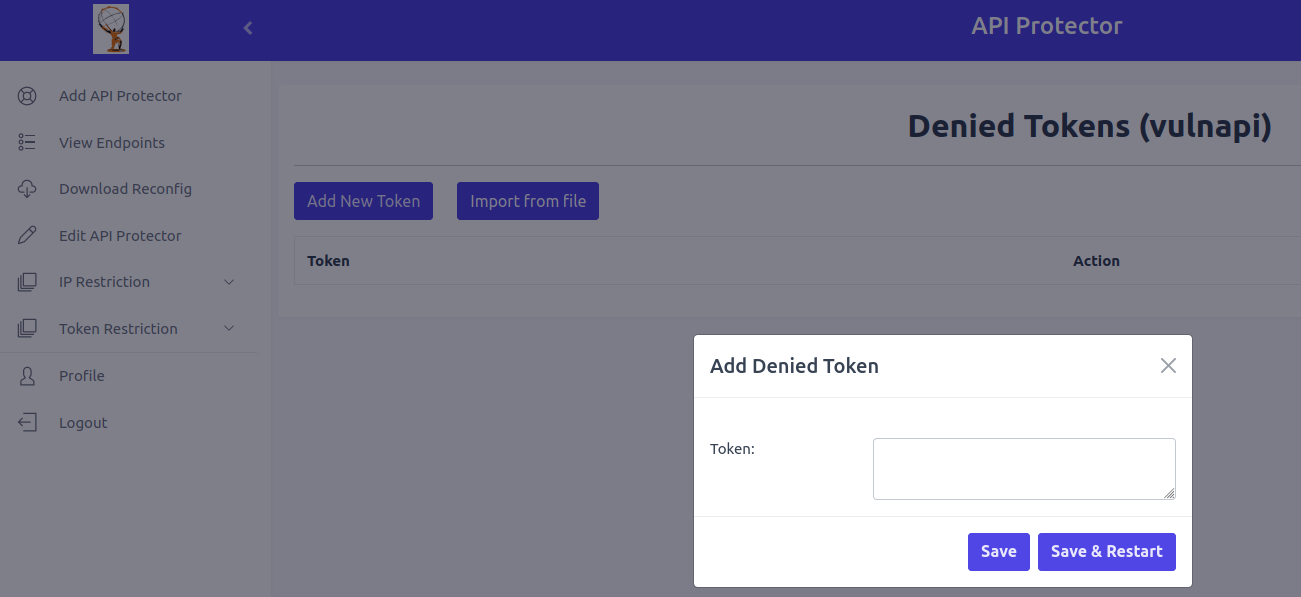 API Protector
Add API Protector
View Endpoints
Download Reconfig
Edit API Protector
IP Restriction
Token Restriction
Profile
Logout
Denied Tokens (vulnapi)
Add New Token Import from file
Token Action
Add Denied Token
Token:
Save Save & Restart